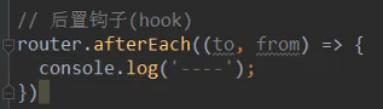 // 后置钩子(hook)
router.afterEach((to, from) => {
  console.log('----');
})